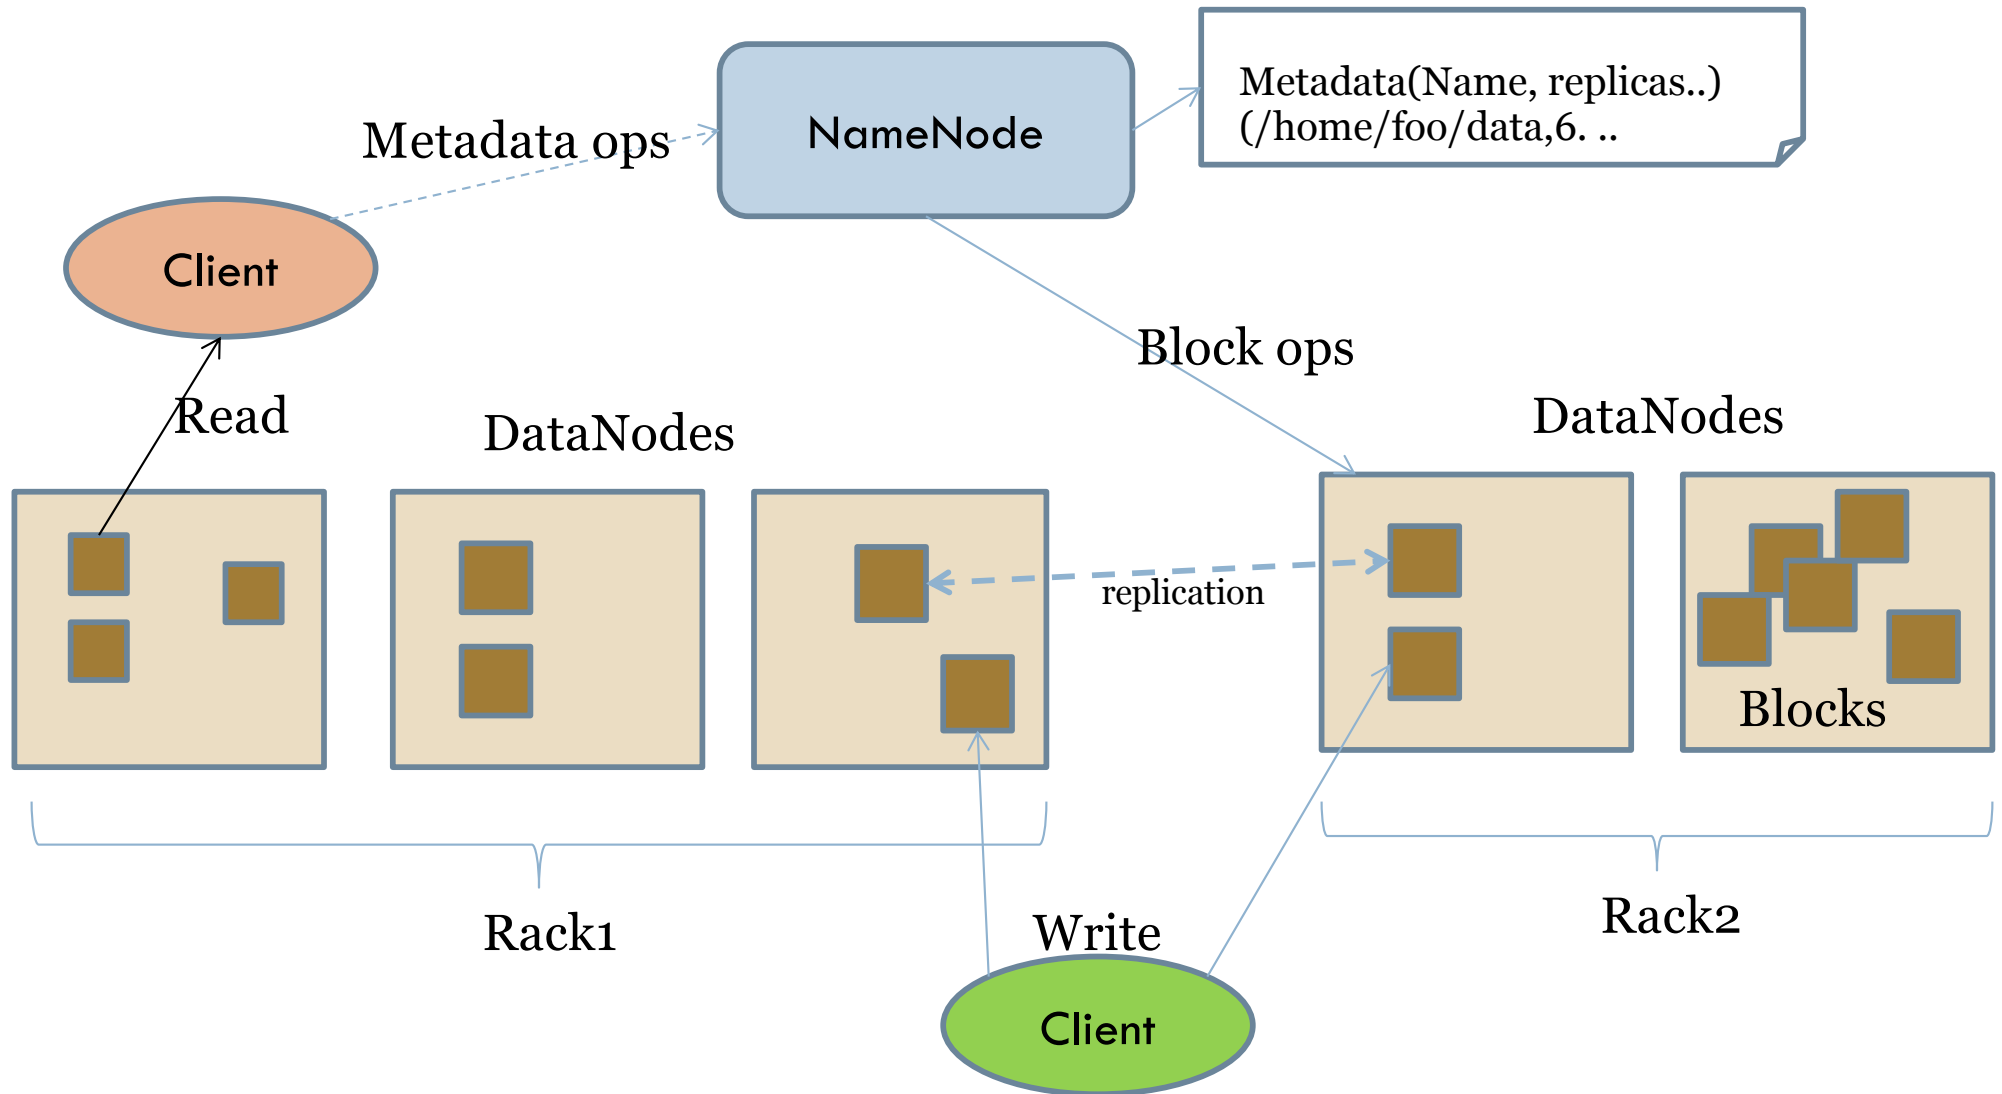 Metadata(Name, replicas..)
(/home/foo/data,6. ..
NameNode
Metadata ops
Client
Block ops
Read
DataNodes
DataNodes
replication
Blocks
Rack1
Rack2
Write
Client